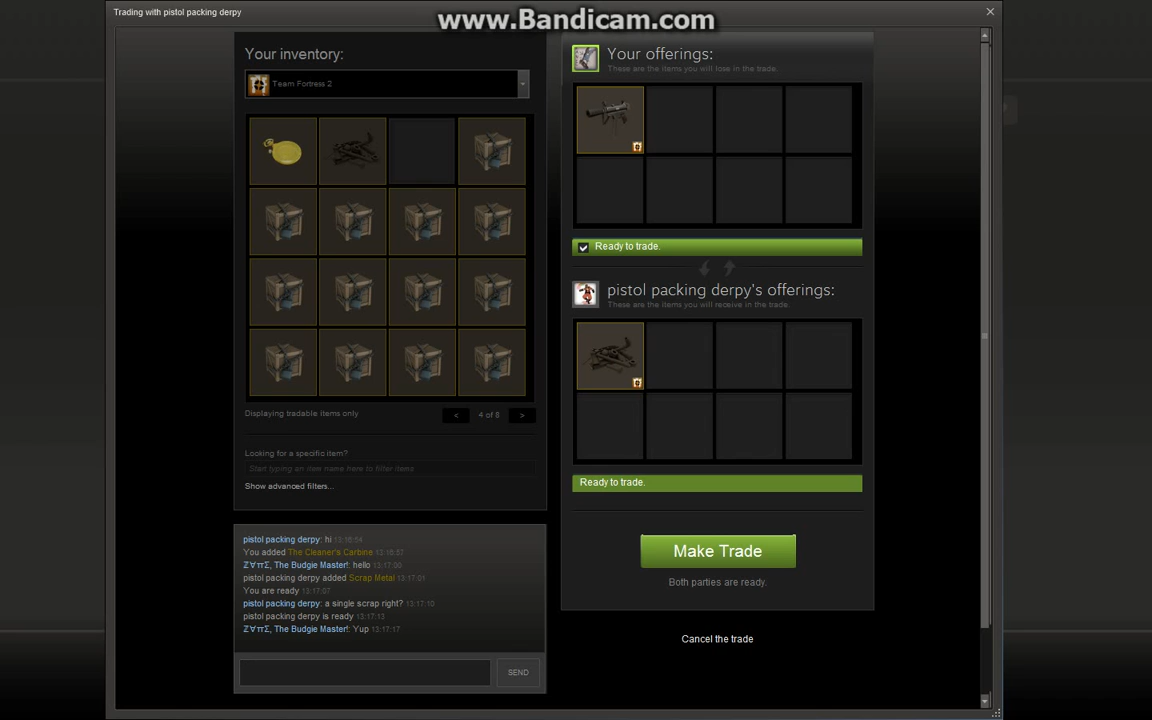 Trading with pistol packing derpy
www.Bandicam.com
Your inventory:
Team Fortress 2
Displaying tradable items only
< 4 of 8 >
Looking for a specific item?
Start typing an item name here to filter items
Show advanced filters...
pistol packing derpy: hi 13:16:54
You added The Cleaner's Carbine 13:16:57
Z∀πΣ, The Budgie Master!: hello 13:17:00
pistol packing derpy added Scrap Metal 13:17:01
You are ready 13:17:07
pistol packing derpy: a single scrap right? 13:17:10
pistol packing derpy is ready 13:17:13
Z∀πΣ, The Budgie Master!: Yup 13:17:17
SEND
Your offerings:
These are the items you will lose in the trade.
Ready to trade.
pistol packing derpy's offerings:
These are the items you will receive in the trade.
Ready to trade.
Make Trade
Both parties are ready.
Cancel the trade